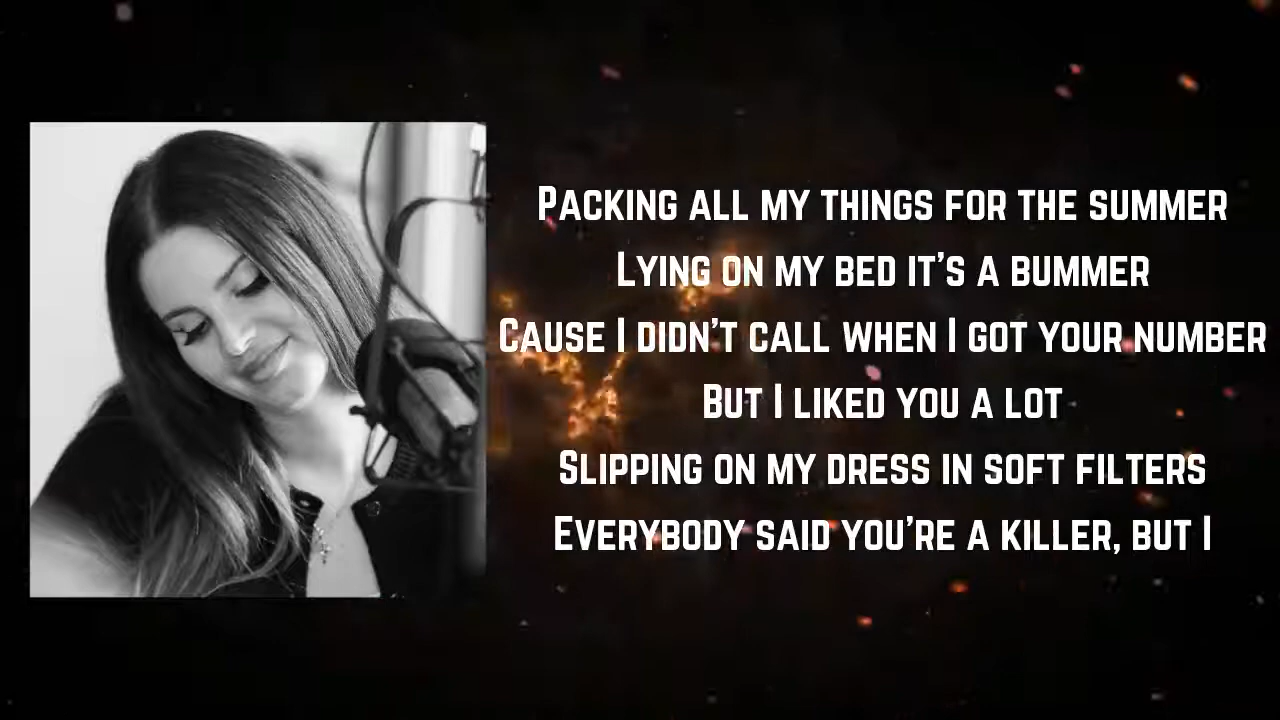 Packing all my things for the summer
Lying on my bed it's a bummer
Cause I didn't call when I got your number
But I liked you a lot
Slipping on my dress in soft filters
Everybody said you're a killer, but I